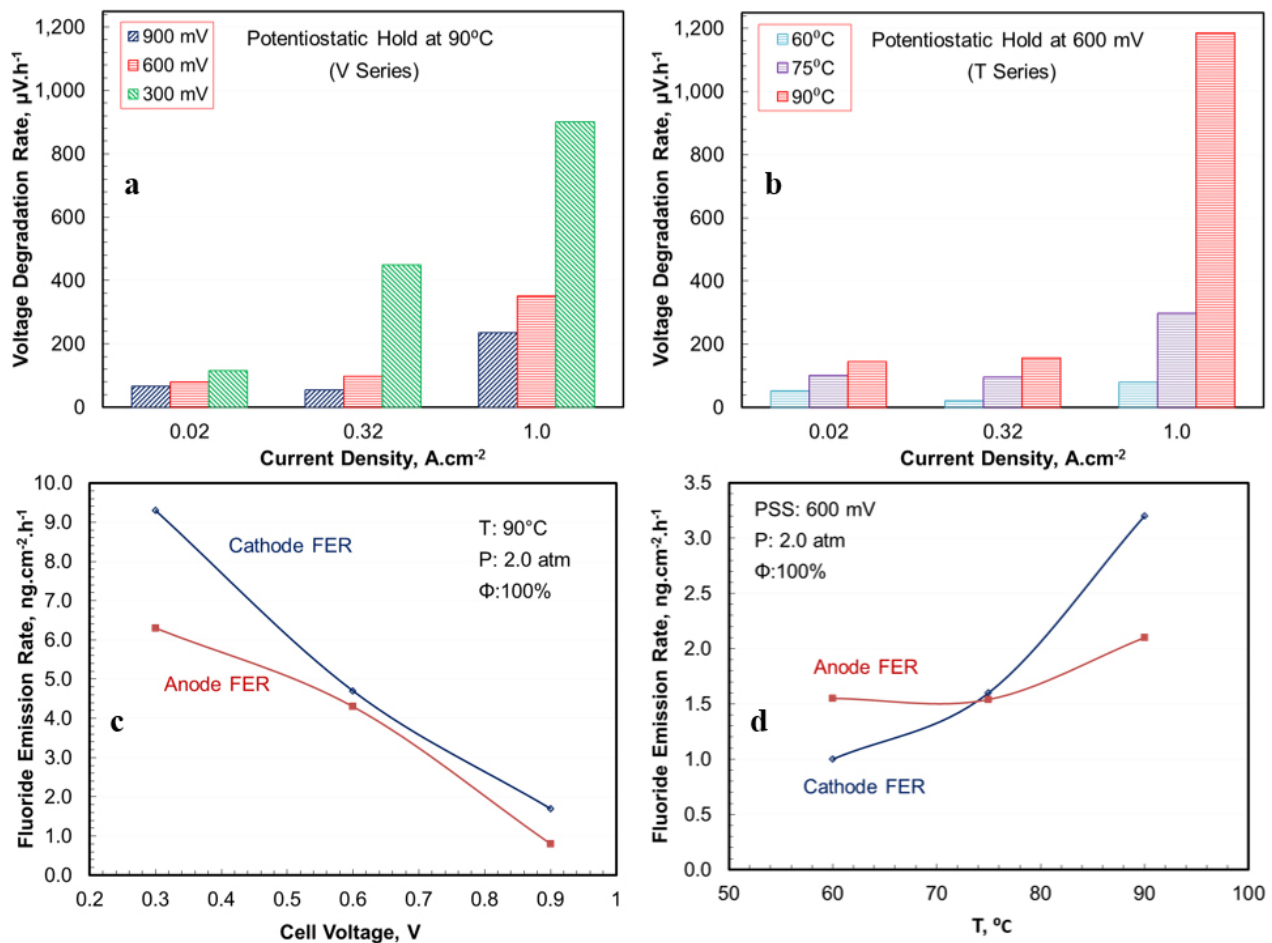 Voltage Degradation Rate, µV.h-1
1,200
1,000
800
600
400
200
0
900 mV
600 mV
300 mV
Potentiostatic Hold at 90ºC
(V Series)
a
0.02 0.32 1.0
Current Density, A.cm-2
Voltage Degradation Rate, µV.h-1
1,200
1,000
800
600
400
200
0
60ºC
75ºC
90ºC
Potentiostatic Hold at 600 mV
(T Series)
b
0.02 0.32 1.0
Current Density, A.cm-2
Fluoride Emission Rate, ng.cm-2.h-1
10.0
9.0
8.0
7.0
6.0
5.0
4.0
3.0
2.0
1.0
0.0
Cathode FER
Anode FER
T: 90°C
P: 2.0 atm
Φ:100%
c
0.2 0.3 0.4 0.5 0.6 0.7 0.8 0.9 1
Cell Voltage, V
Fluoride Emission Rate, ng.cm-2.h-1
3.5
3.0
2.5
2.0
1.5
1.0
0.5
0.0
PSS: 600 mV
P: 2.0 atm
Φ:100%
Anode FER
d
Cathode FER
50 60 70 80 90 100
T, ºC